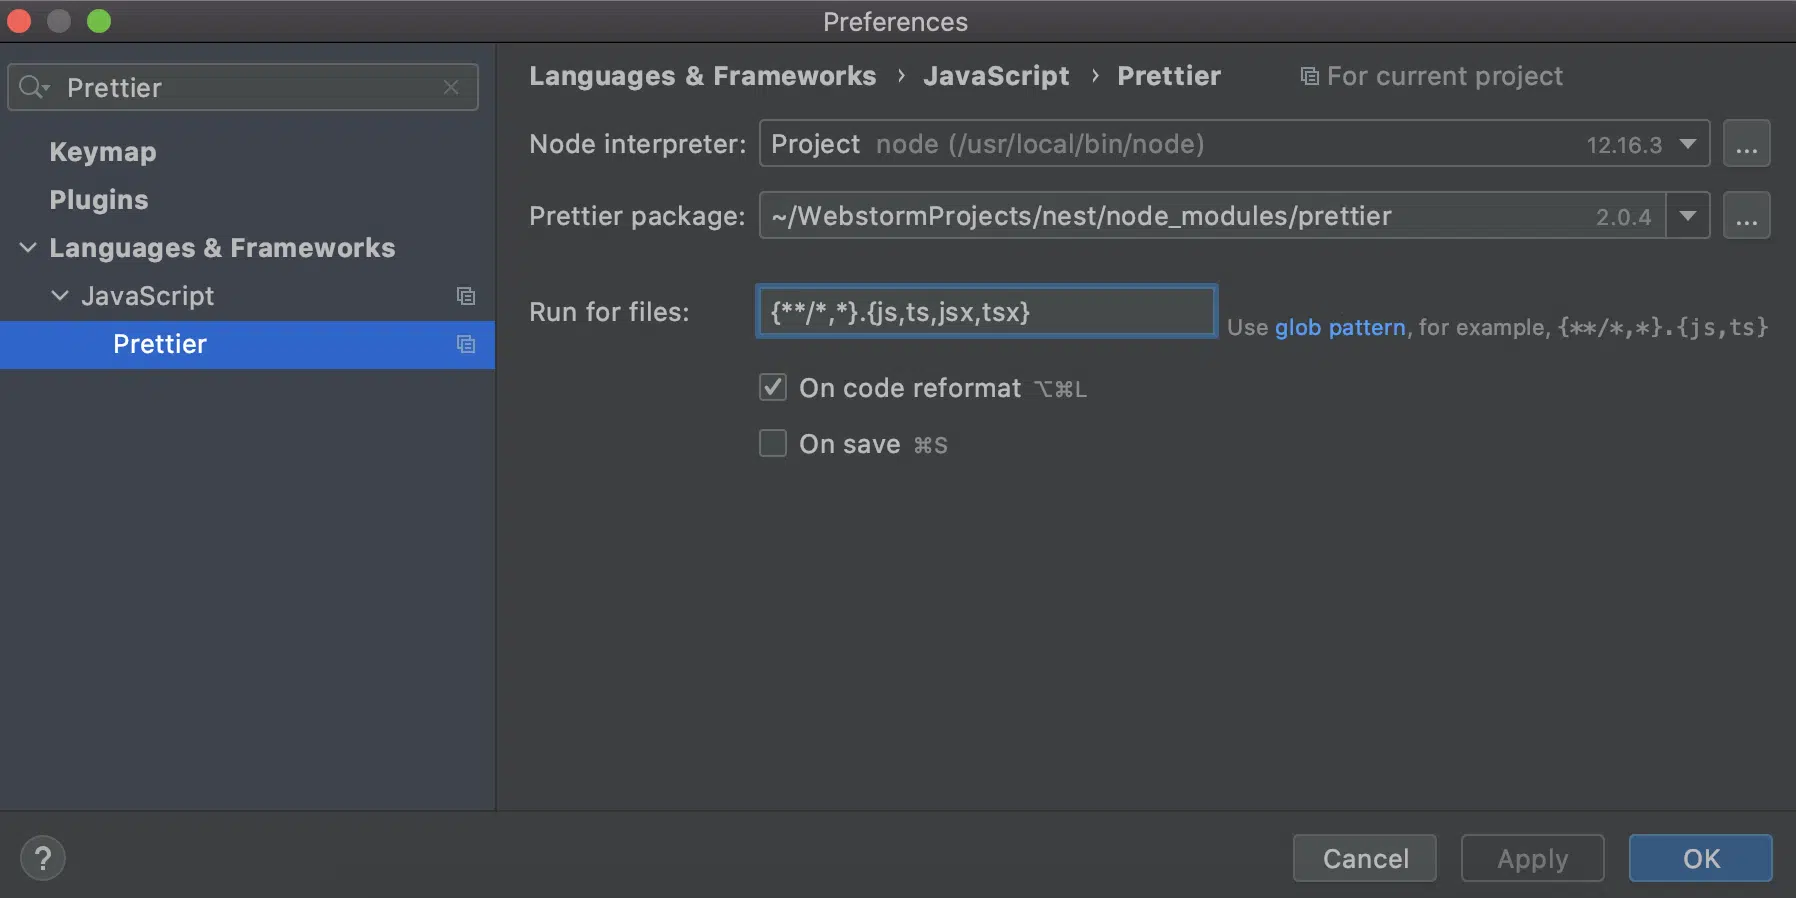 Preferences
Prettier
Keymap
Plugins
Languages & Frameworks
JavaScript
Prettier
Languages & Frameworks › JavaScript › Prettier For current project
Node interpreter: Project node (/usr/local/bin/node) 12.16.3 ...
Prettier package: ~/WebstormProjects/nest/node_modules/prettier 2.0.4 ...
Run for files: {**/*,*}.{js,ts,jsx,tsx} Use glob pattern, for example, {**/*,*}.{js,ts}
On code reformat ⌥⌘L
On save ⌘S
? Cancel Apply OK